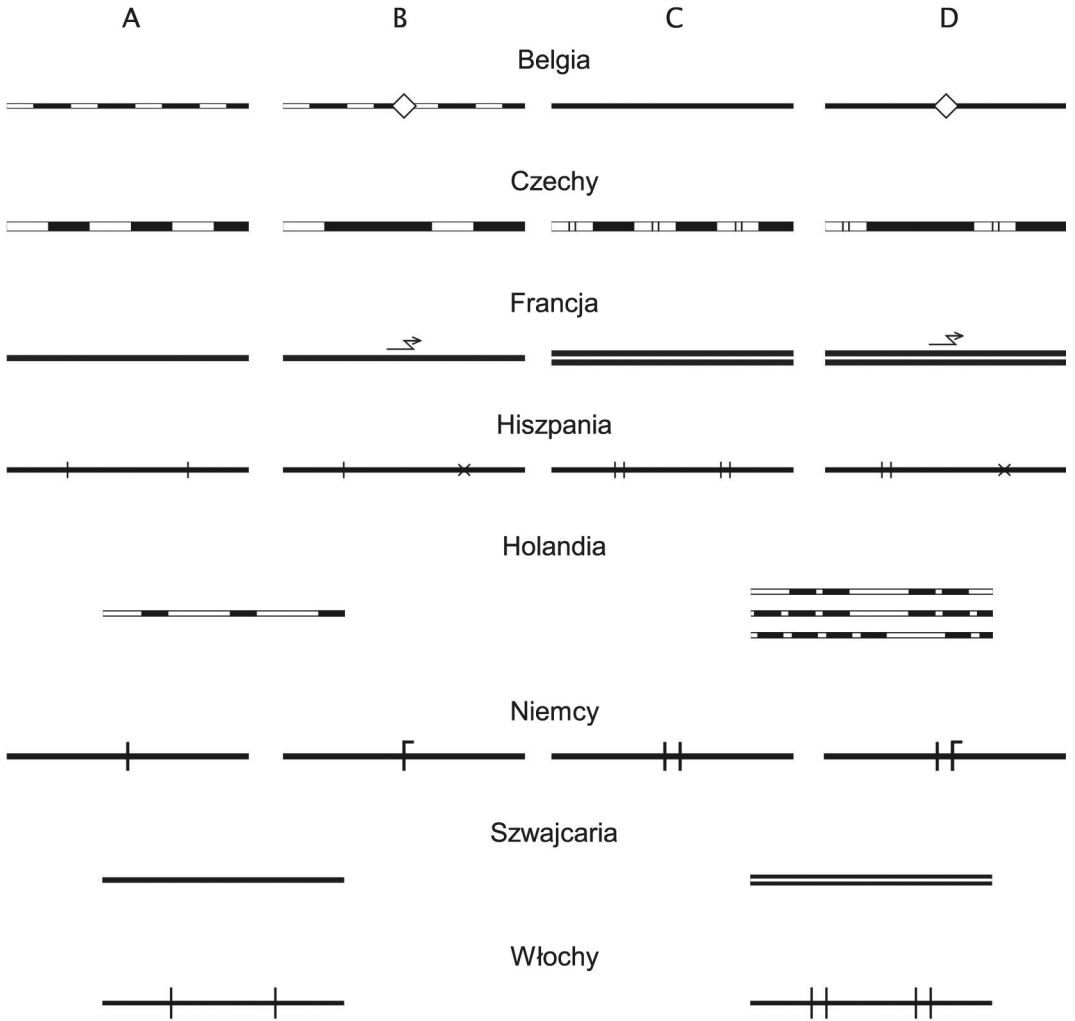 A B C D
Belgia
Czechy
Francja
Hiszpania
Holandia
Niemcy
Szwajcaria
Włochy